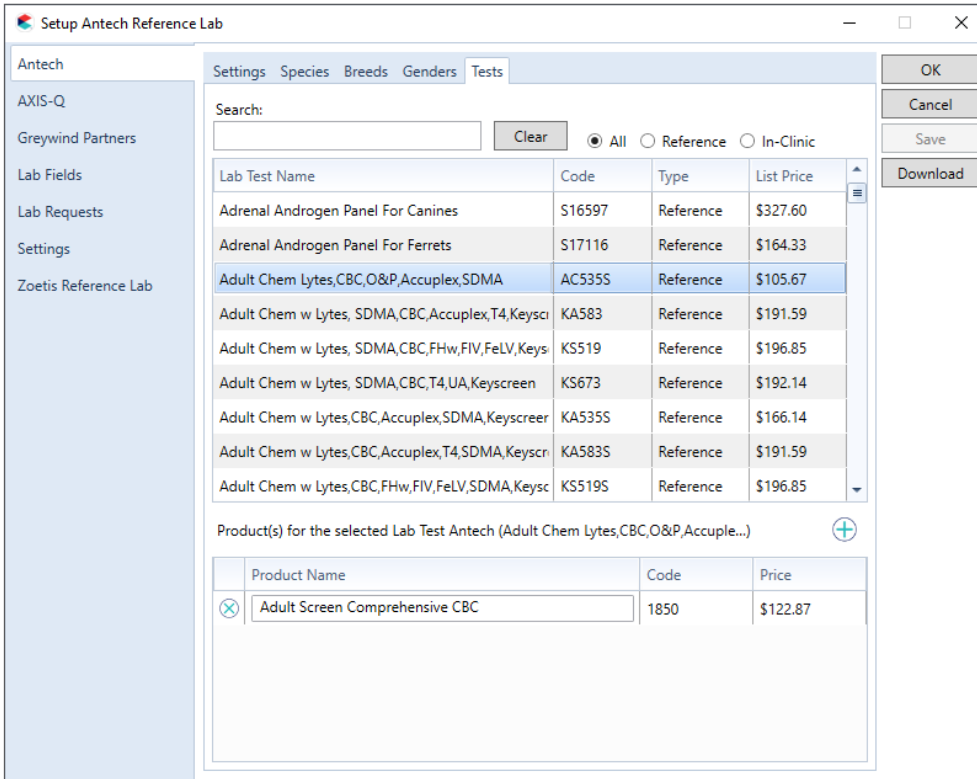 Setup Antech Reference Lab
Antech
AXIS-Q
Greywind Partners
Lab Fields
Lab Requests
Settings
Zoetis Reference Lab
Settings Species Breeds Genders Tests
Search:
Clear All Reference In-Clinic
Lab Test Name Code Type List Price
Adrenal Androgen Panel For Canines S16597 Reference $327.60
Adrenal Androgen Panel For Ferrets S17116 Reference $164.33
Adult Chem Lytes,CBC,O&P,Accuplex,SDMA AC535S Reference $105.67
Adult Chem w Lytes, SDMA,CBC,Accuplex,T4,Keyscr KA583 Reference $191.59
Adult Chem w Lytes, SDMA,CBC,FHw,FIV,FeLV,Keys KS519 Reference $196.85
Adult Chem w Lytes, SDMA,CBC,T4,UA,Keyscreen KS673 Reference $192.14
Adult Chem w Lytes,CBC,Accuplex,SDMA,Keyscreer KA535S Reference $166.14
Adult Chem w Lytes,CBC,Accuplex,T4,SDMA,Keyscr KA583S Reference $191.59
Adult Chem w Lytes,CBC,FHw,FIV,FeLV,SDMA,Keysc KS519S Reference $196.85
Product(s) for the selected Lab Test Antech (Adult Chem Lytes,CBC,O&P,Accuple...)
Product Name Code Price
Adult Screen Comprehensive CBC 1850 $122.87
OK
Cancel
Save
Download